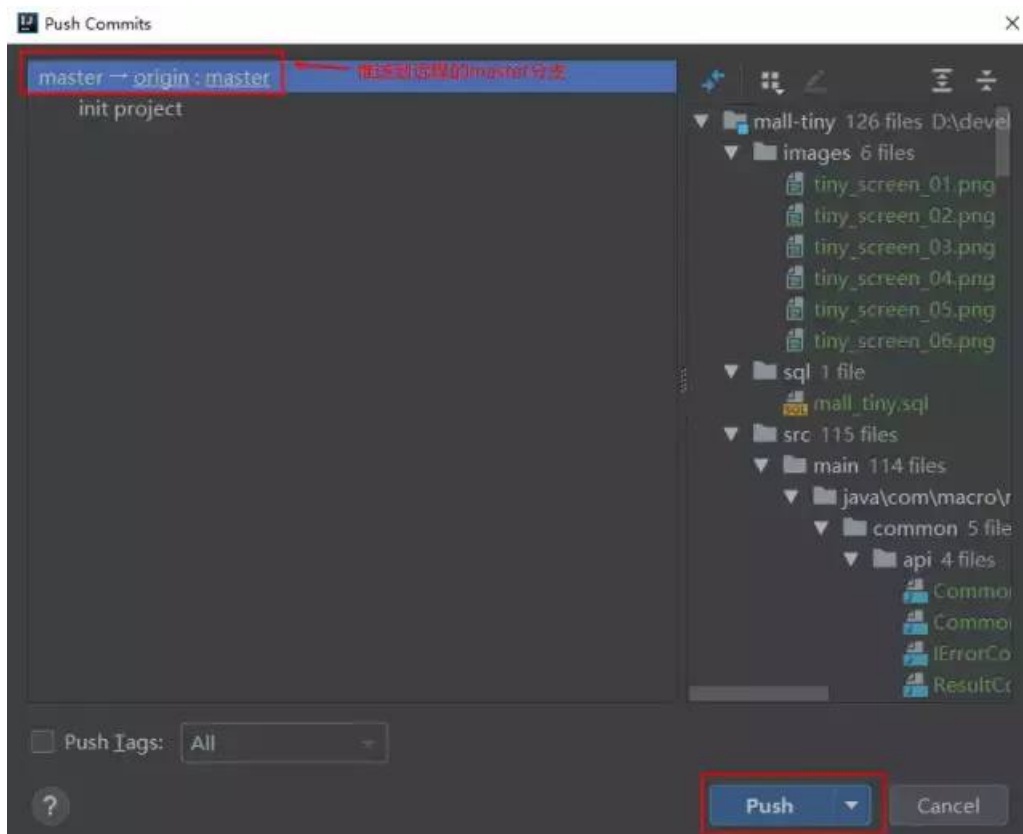 Push Commits
master → origin : master
推送到远程的master分支
init project
mall-tiny 126 files D:\devel
images 6 files
tiny_screen_01.png
tiny_screen_02.png
tiny_screen_03.png
tiny_screen_04.png
tiny_screen_05.png
tiny_screen_06.png
sql 1 file
SQL
mall_tiny.sql
src 115 files
main 114 files
java\com\macro\
common 5 file
api 4 files
Commo
Commo
IErrorCo
ResultC
Push Tags:
All
?
Push
Cancel